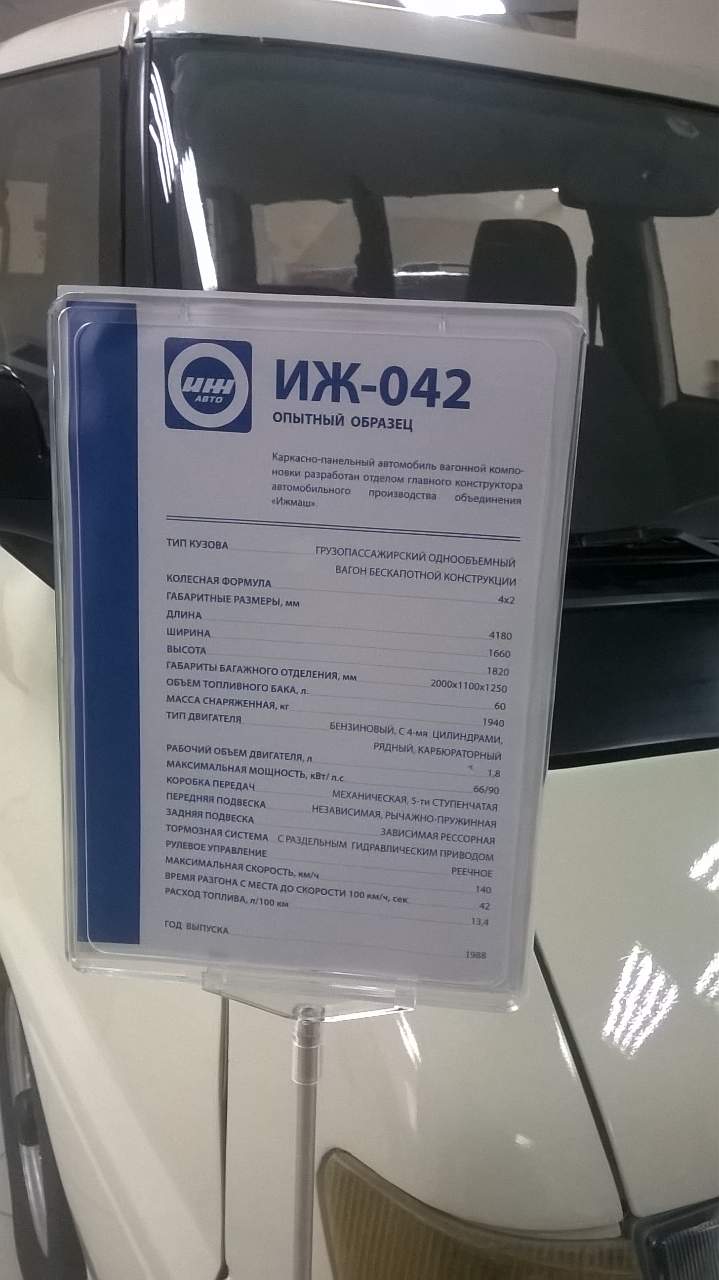 ИЖ
АВТО
ИЖ-042
ОПЫТНЫЙ ОБРАЗЕЦ
Каркасно-панельный автомобиль вагонной компо-
новки разработан отделом главного конструктора
автомобильного производства объединения
«Ижмаш».
ТИП КУЗОВА ГРУЗОПАССАЖИРСКИЙ ОДНООБЪЕМНЫЙ
ВАГОН БЕСКАПОТНОЙ КОНСТРУКЦИИ
КОЛЕСНАЯ ФОРМУЛА 4х2
ГАБАРИТНЫЕ РАЗМЕРЫ, мм
ДЛИНА 4180
ШИРИНА 1660
ВЫСОТА 1820
ГАБАРИТЫ БАГАЖНОГО ОТДЕЛЕНИЯ, мм 2000х1100х1250
ОБЪЕМ ТОПЛИВНОГО БАКА, л. 60
МАССА СНАРЯЖЕННАЯ, кг 1940
ТИП ДВИГАТЕЛЯ БЕНЗИНОВЫЙ, С 4-мя ЦИЛИНДРАМИ,
РЯДНЫЙ, КАРБЮРАТОРНЫЙ
РАБОЧИЙ ОБЪЕМ ДВИГАТЕЛЯ, л 1,8
МАКСИМАЛЬНАЯ МОЩНОСТЬ, кВт/ л.с. 66/90
КОРОБКА ПЕРЕДАЧ МЕХАНИЧЕСКАЯ, 5-ти СТУПЕНЧАТАЯ
ПЕРЕДНЯЯ ПОДВЕСКА НЕЗАВИСИМАЯ, РЫЧАЖНО-ПРУЖИННАЯ
ЗАДНЯЯ ПОДВЕСКА ЗАВИСИМАЯ РЕССОРНАЯ
ТОРМОЗНАЯ СИСТЕМА С РАЗДЕЛЬНЫМ ГИДРАВЛИЧЕСКИМ ПРИВОДОМ
РУЛЕВОЕ УПРАВЛЕНИЕ РЕЕЧНОЕ
МАКСИМАЛЬНАЯ СКОРОСТЬ, км/ч 140
ВРЕМЯ РАЗГОНА С МЕСТА ДО СКОРОСТИ 100 км/ч, сек. 42
РАСХОД ТОПЛИВА, л/100 км 13,4
ГОД ВЫПУСКА 1988